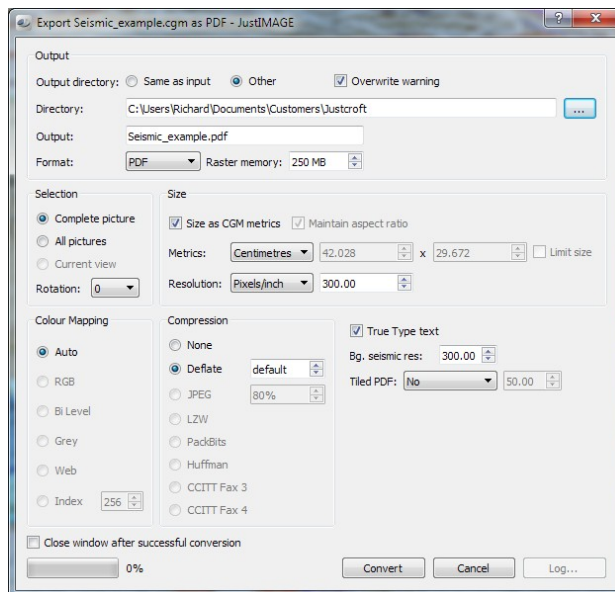 Export Seismic_example.cgm as PDF - JustIMAGE
Output
Output directory: Same as input Other Overwrite warning
Directory: C:\Users\Richard\Documents\Customers\Justcroft ...
Output: Seismic_example.pdf
Format: PDF Raster memory: 250 MB
Selection
Complete picture
All pictures
Current view
Rotation: 0
Size
Size as CGM metrics Maintain aspect ratio
Metrics: Centimetres 42.028 x 29.672 Limit size
Resolution: Pixels/inch 300.00
Colour Mapping
Auto
RGB
Bi Level
Grey
Web
Index 256
Compression
None
Deflate default
JPEG 80%
LZW
PackBits
Huffman
CCITT Fax 3
CCITT Fax 4
True Type text
Bg. seismic res: 300.00
Tiled PDF: No 50.00
Close window after successful conversion
0% Convert Cancel Log...